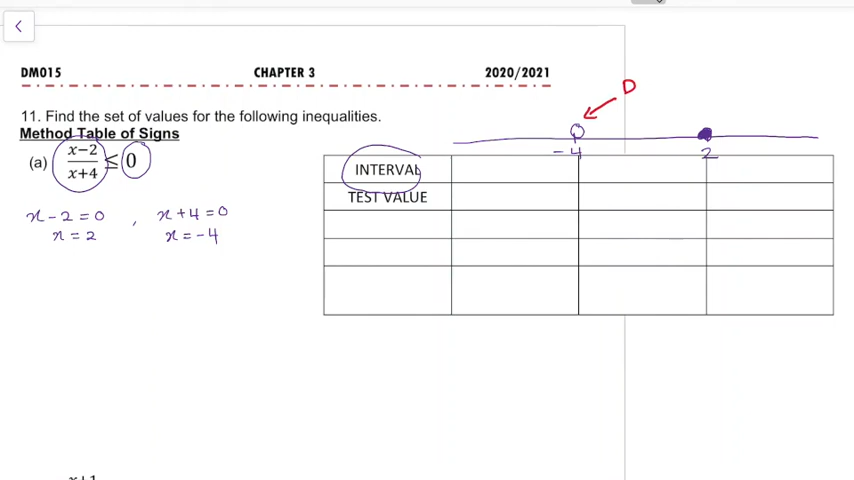 DM015 CHAPTER 3 2020/2021
11. Find the set of values for the following inequalities.
Method Table of Signs
(a) x−2/x+4 ≤ 0
x − 2 = 0 , x + 4 = 0
x = 2 x = −4
D
−4 2
INTERVAL
TEST VALUE